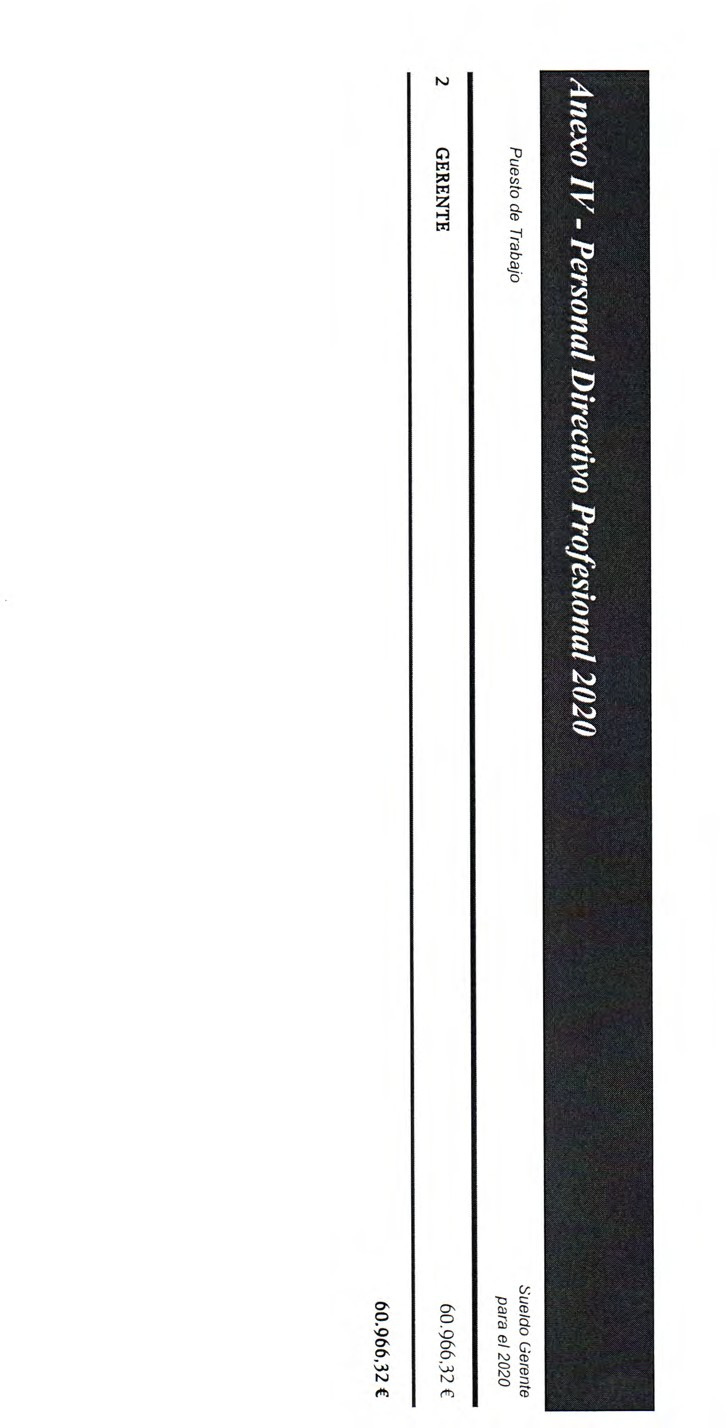 Anexo IV - Personal Directivo Profesional 2020
Puesto de Trabajo
Sueldo Gerente
para el 2020
2 GERENTE 60.966,32 €
60.966,32 €